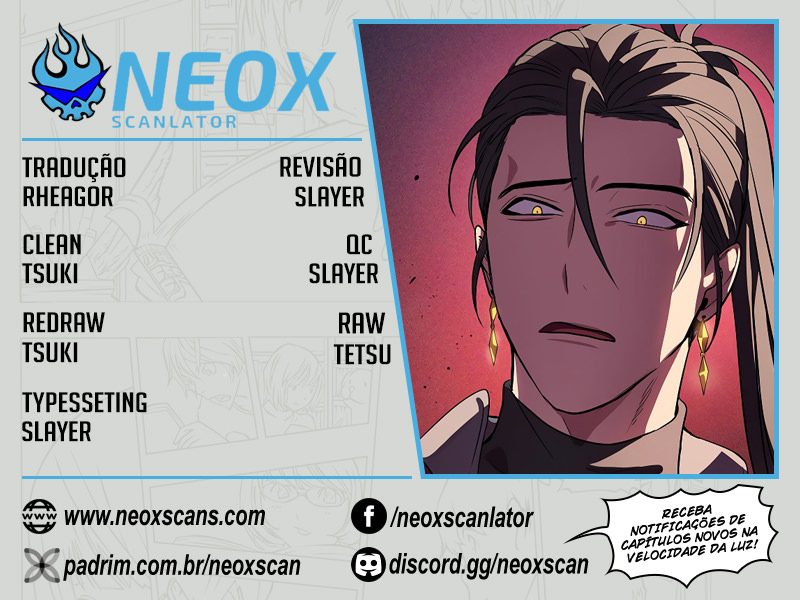 NEOX
SCANLATOR
TRADUÇÃO
RHEAGOR
REVISÃO
SLAYER
CLEAN
TSUKI
QC
SLAYER
REDRAW
TSUKI
RAW
TETSU
TYPESSETING
SLAYER
www
www.neoxscans.com
/neoxscanlator
padrim.com.br/neoxscan
discord.gg/neoxscan
RECEBA
NOTIFICAÇÕES DE
CAPÍTULOS NOVOS NA
VELOCIDADE DA LUZ!